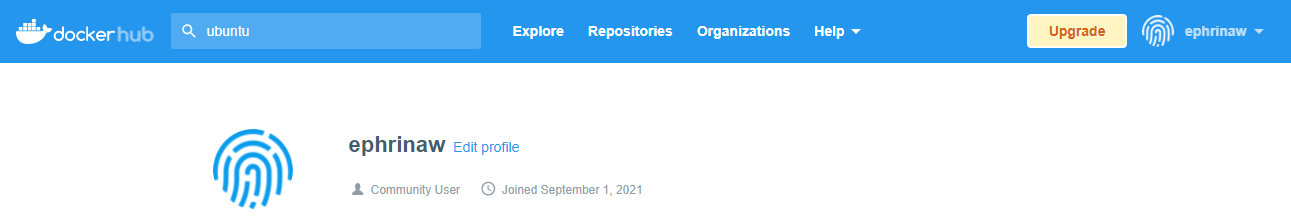 dockerhub ubuntu Explore Repositories Organizations Help Upgrade ephrinaw
ephrinaw Edit profile
Community User Joined September 1, 2021